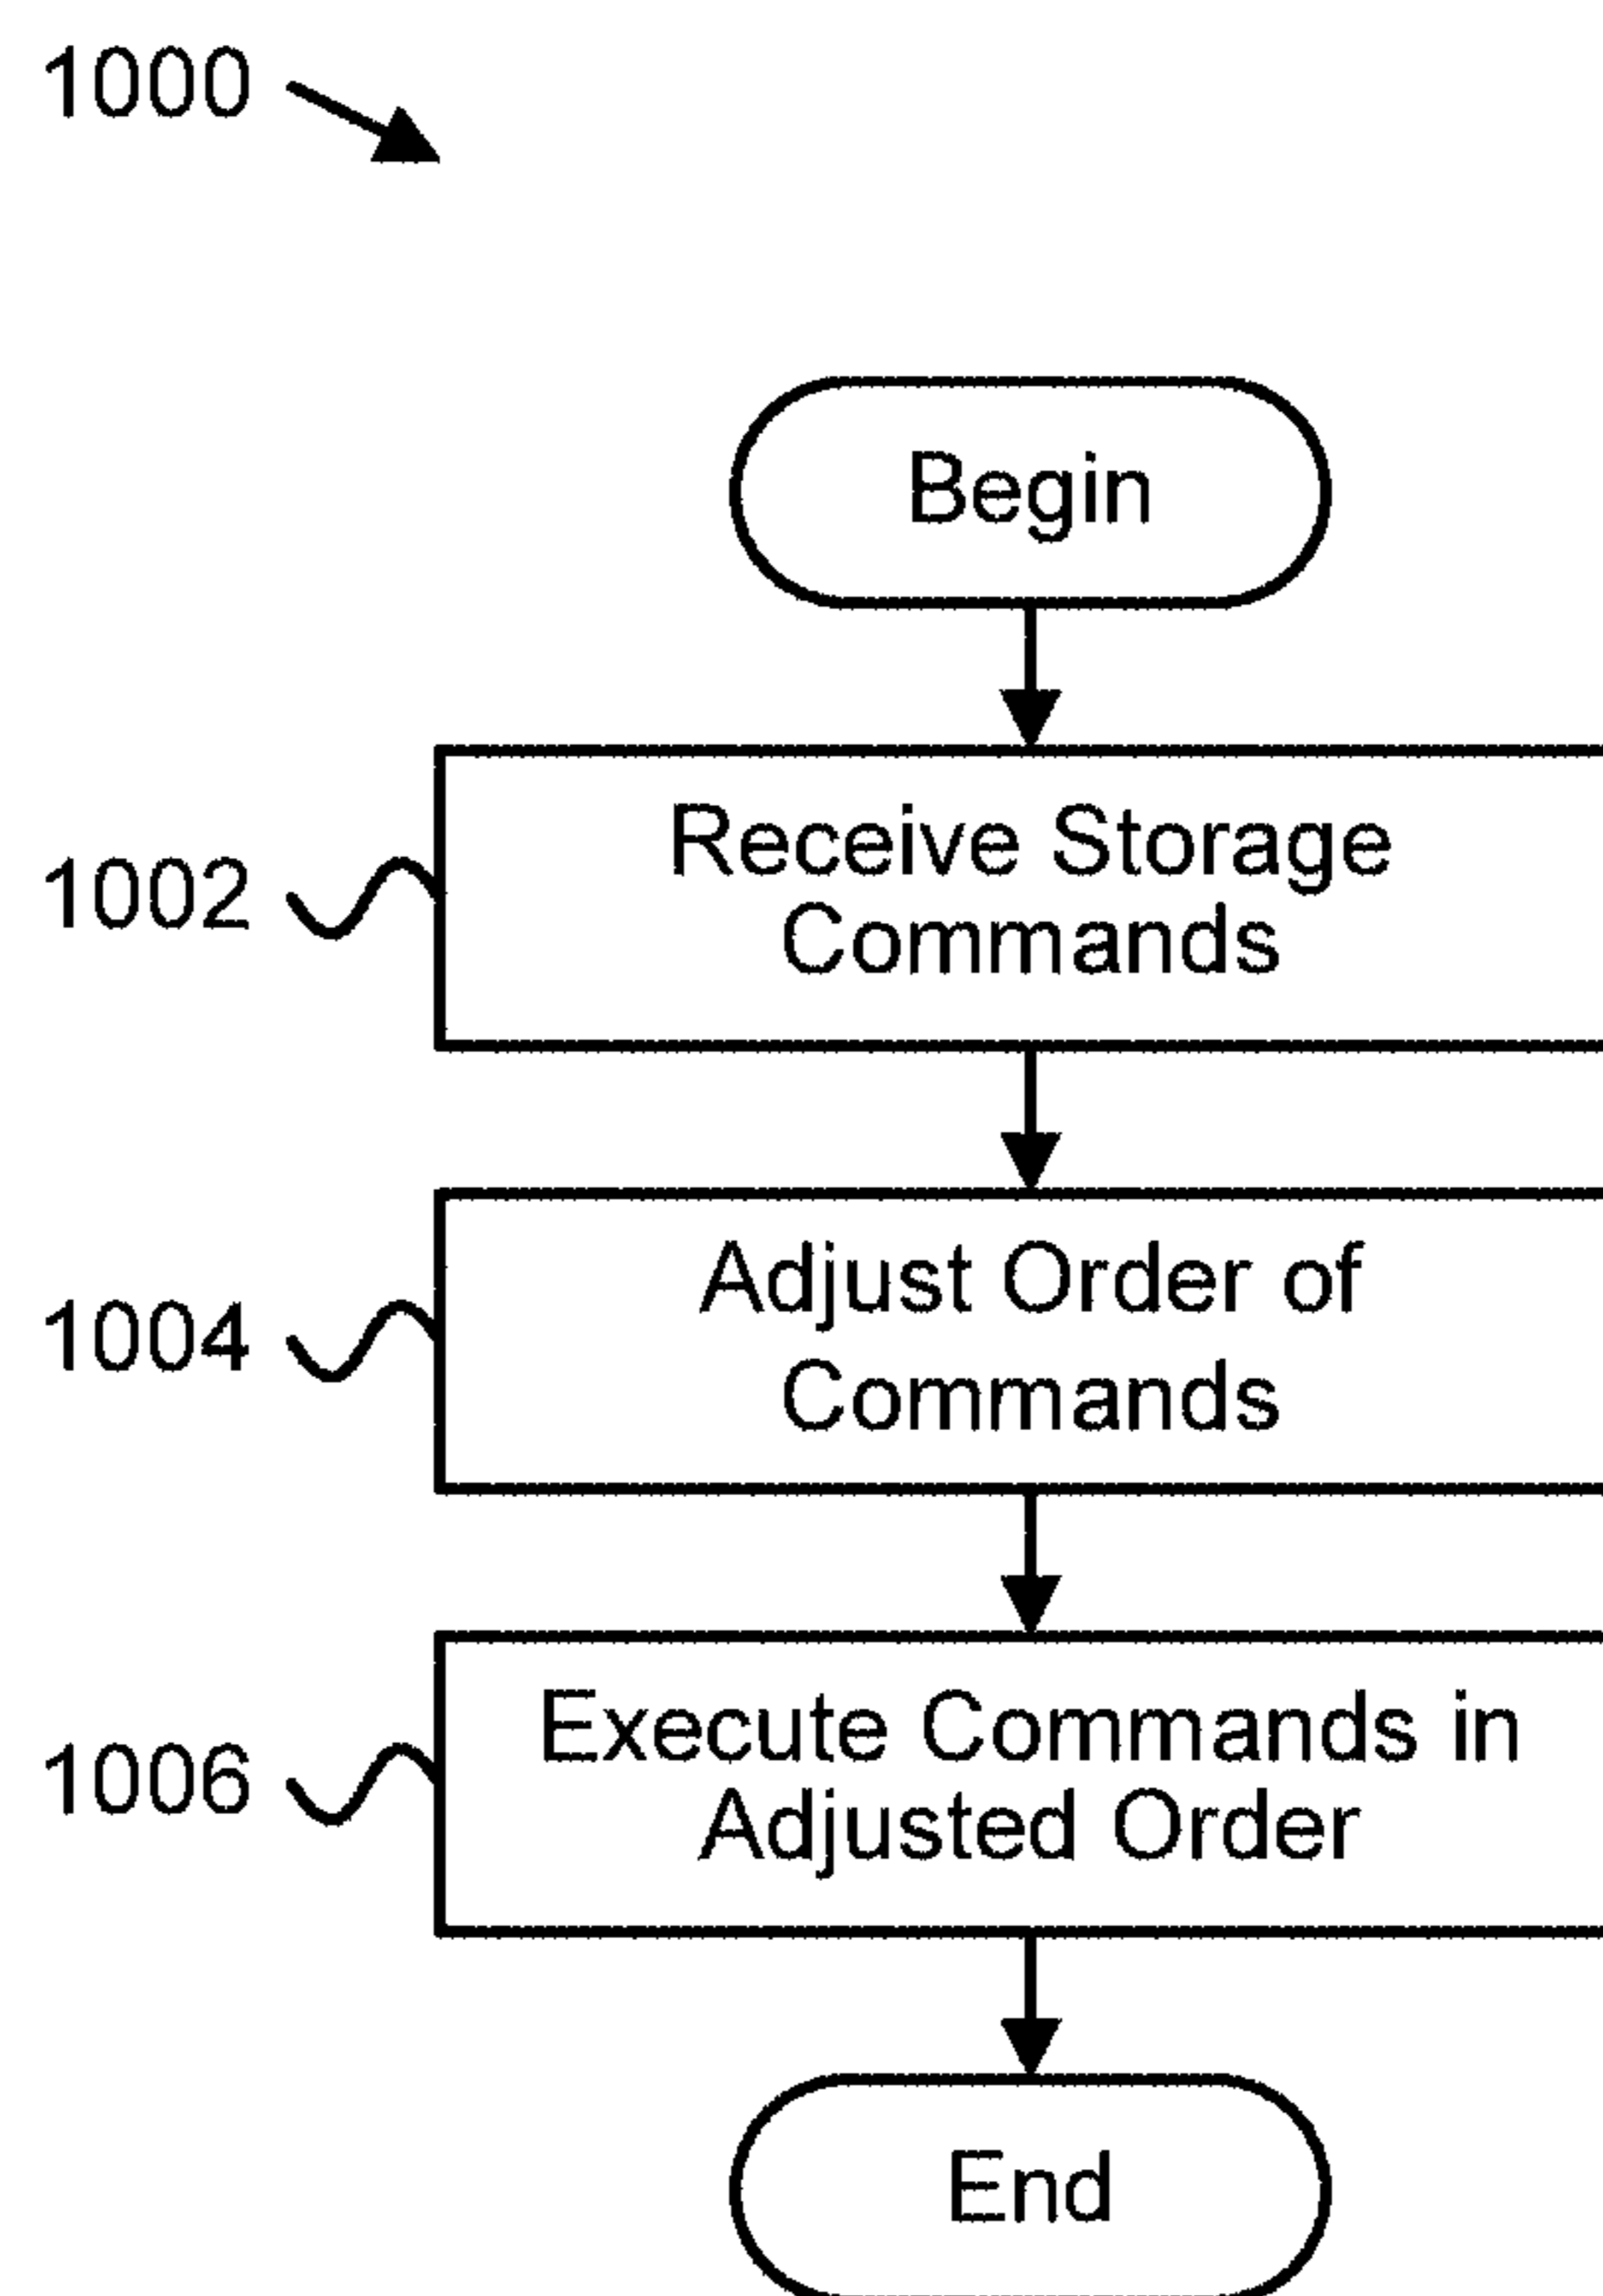 1000
Begin
1002
Receive Storage
Commands
1004
Adjust Order of
Commands
1006
Execute Commands in
Adjusted Order
End